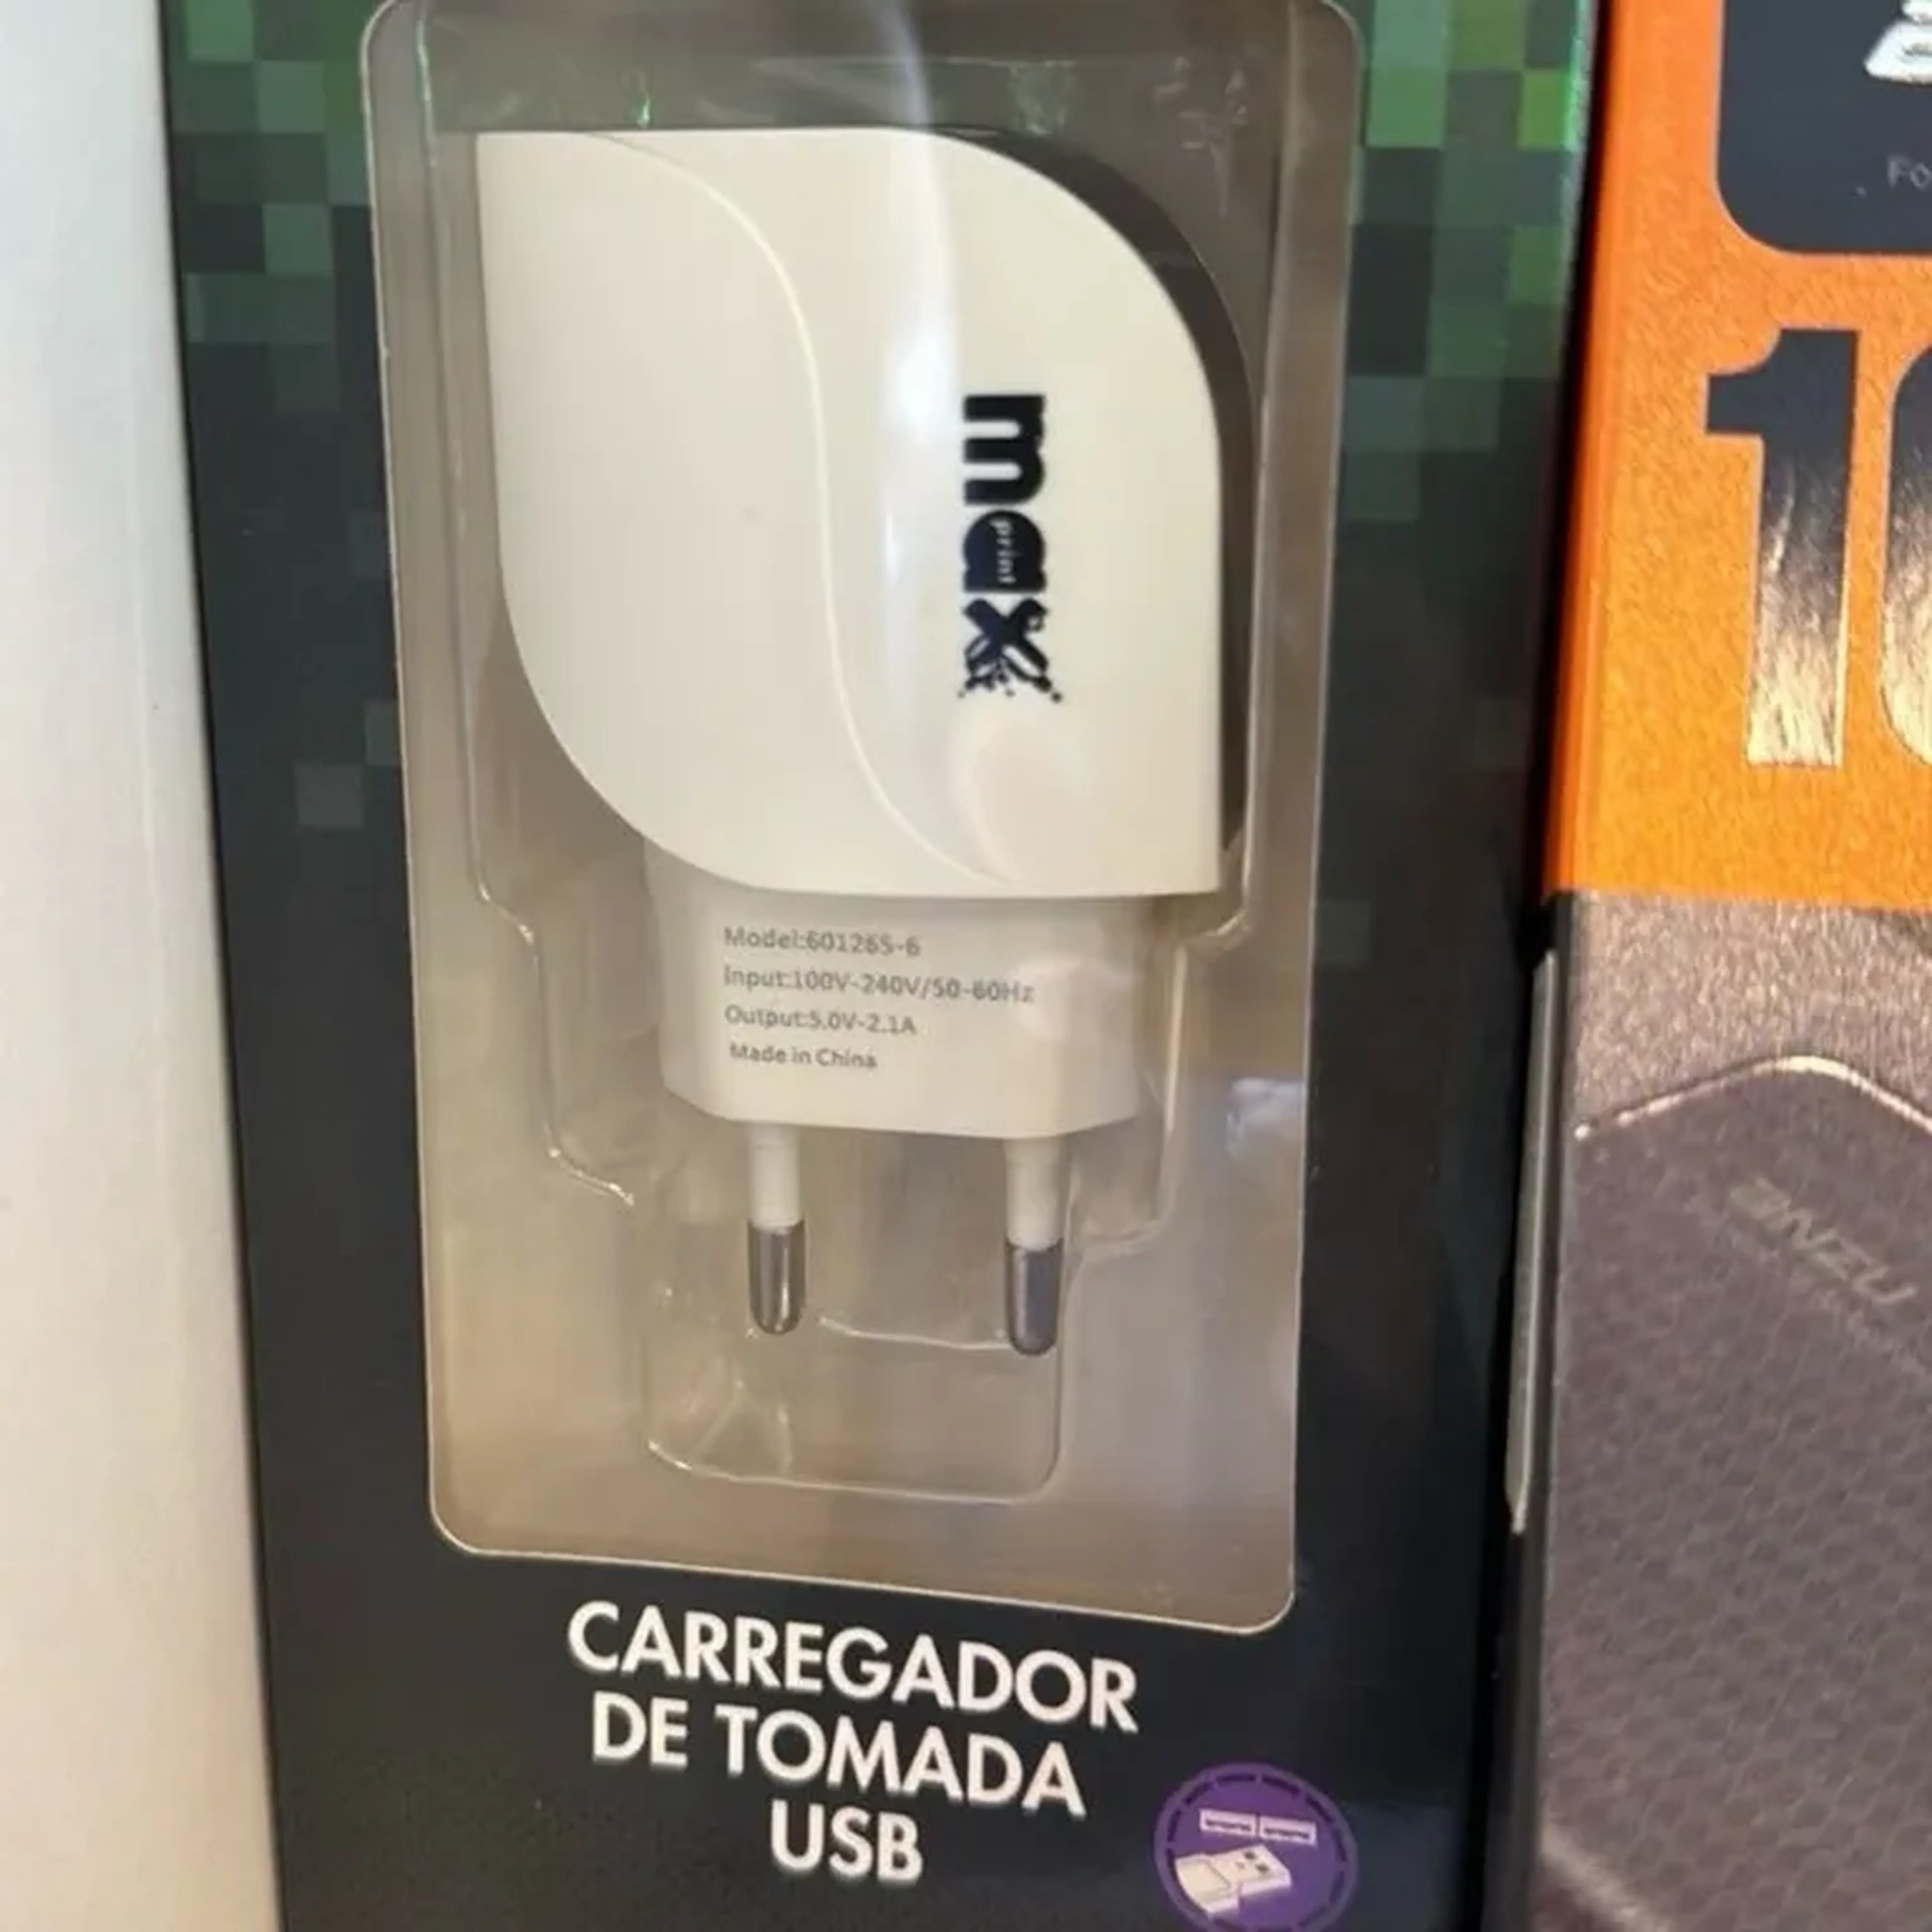 max
print
Model:60126S-6
Input:100V-240V/50-60Hz
Output:5.0V-2.1A
Made in China
CARREGADOR
DE TOMADA
USB